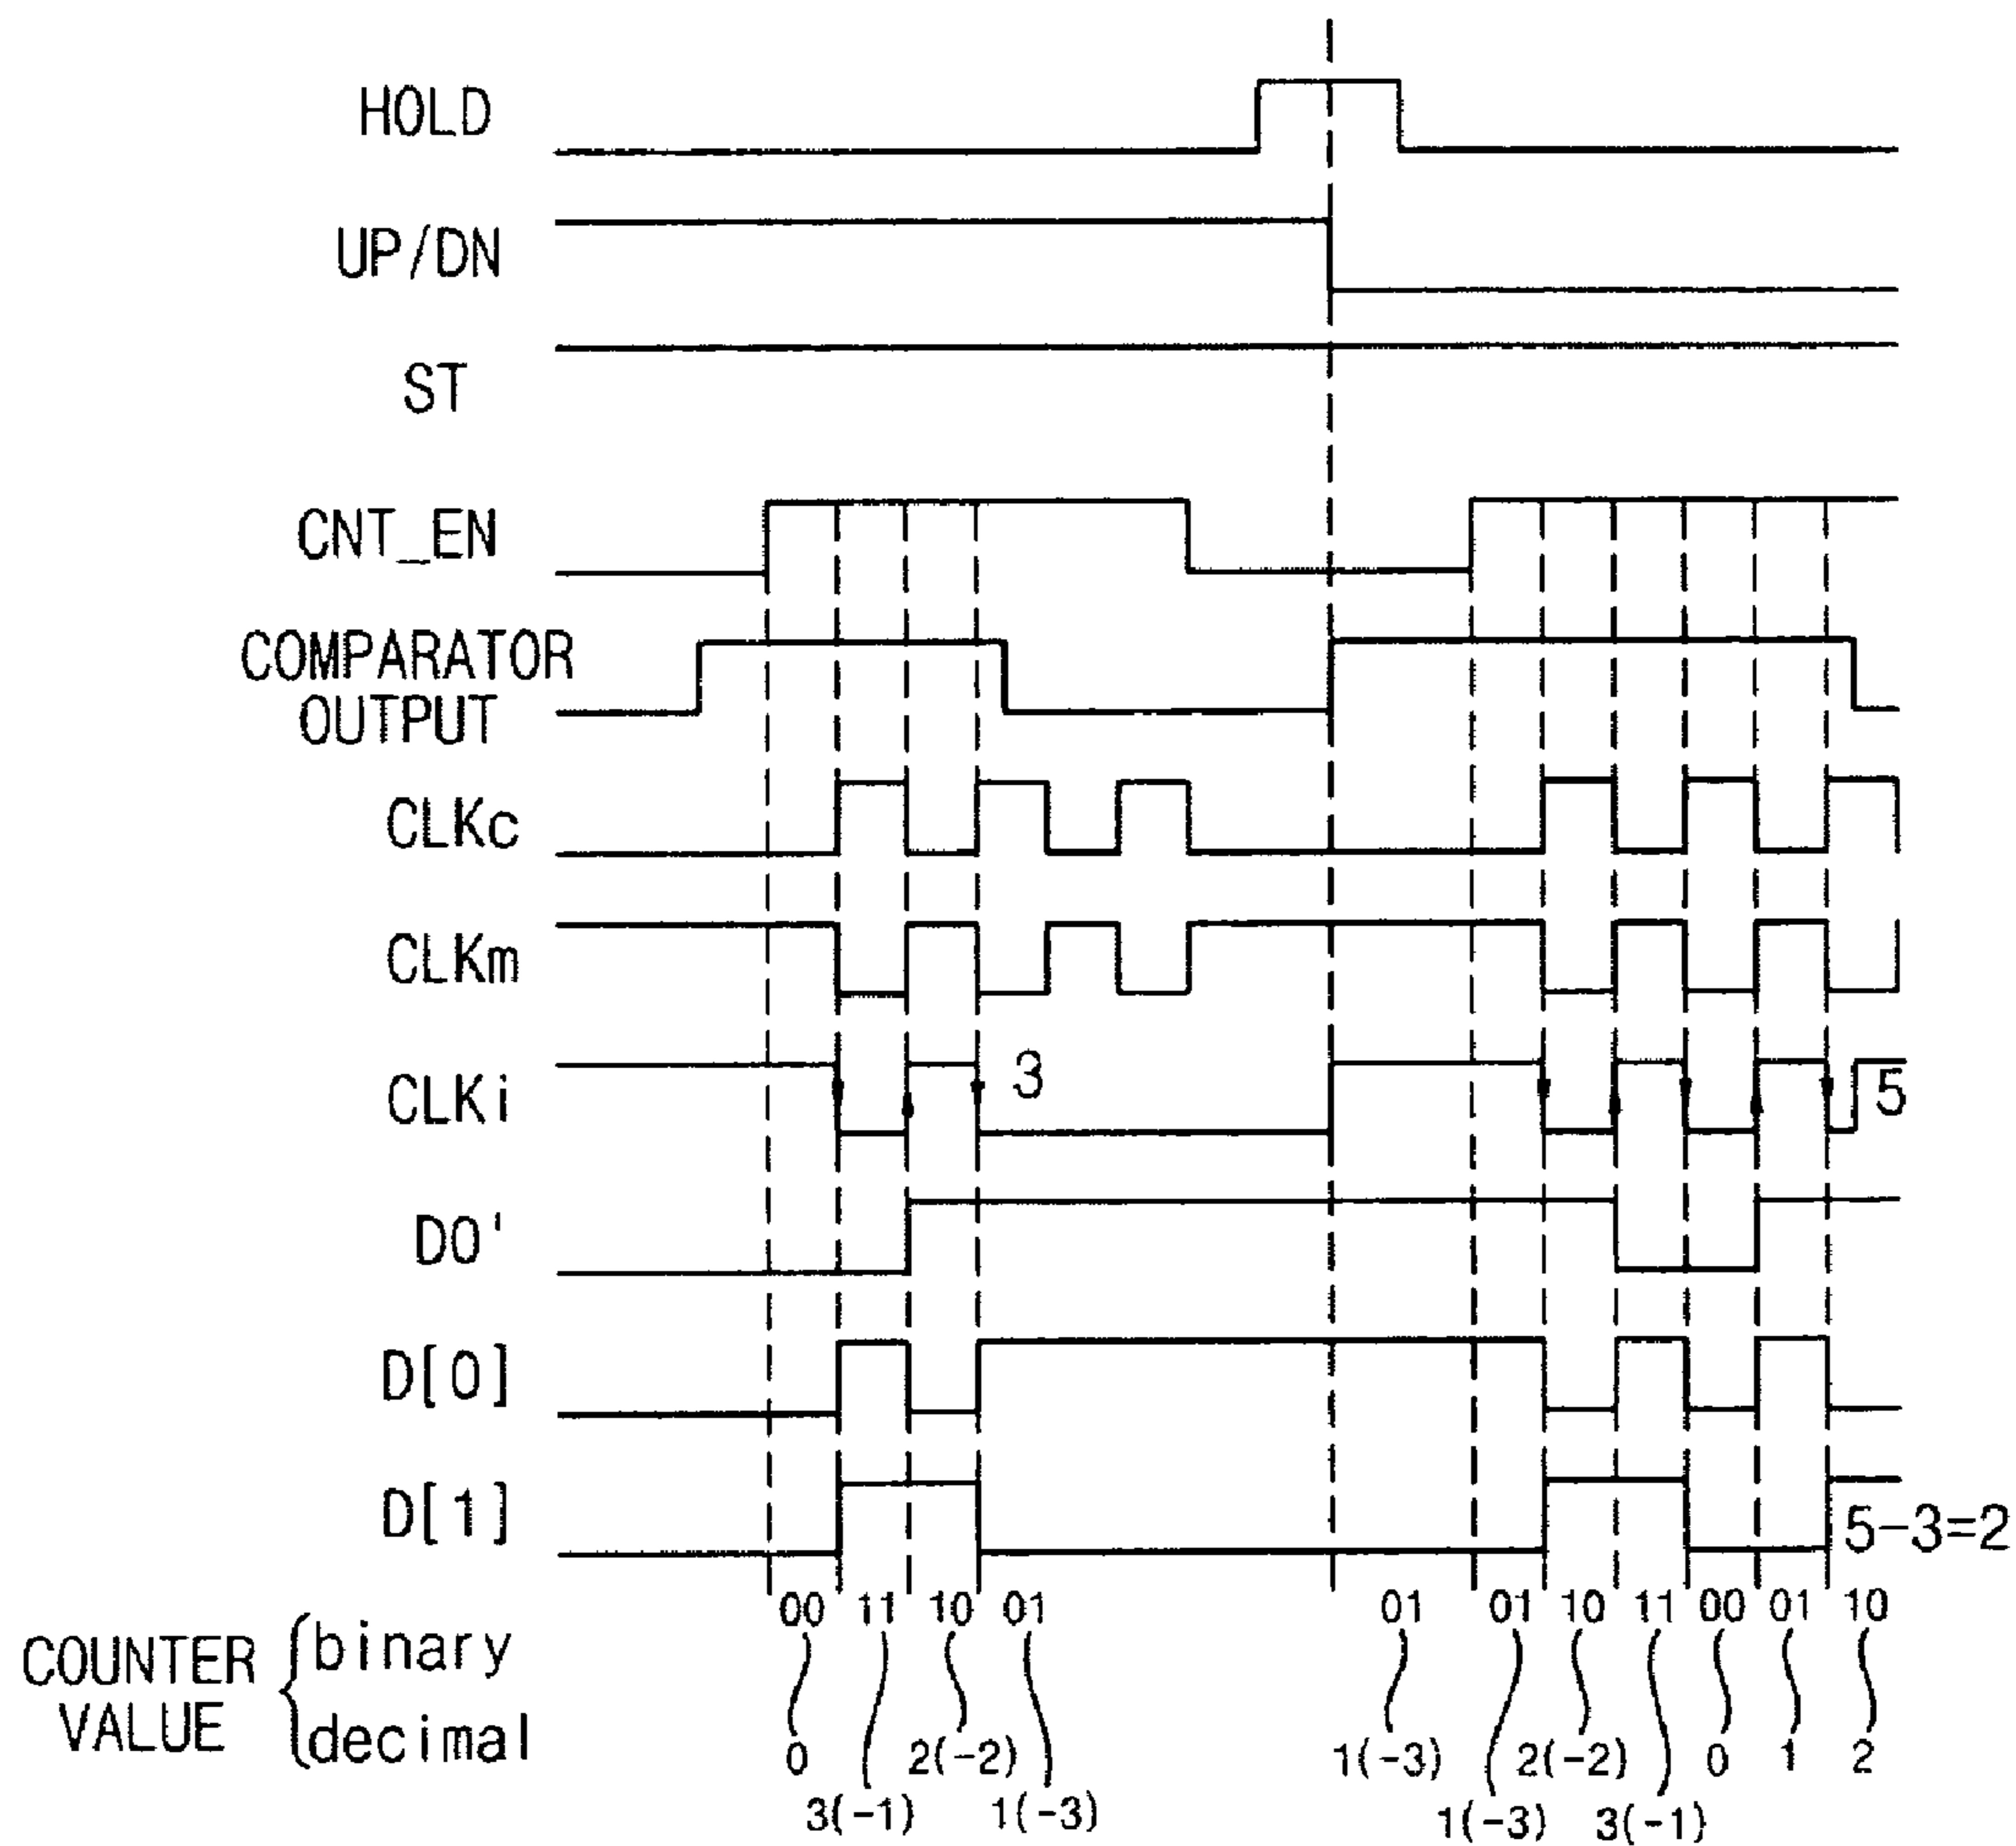 HOLD
UP/DN
ST
CNT_EN
COMPARATOR
OUTPUT
CLKc
CLKm
CLKi
3
5
D0'
D[0]
D[1]
5-3=2
00 11 10 01 01 01 10 11 00 01 10
COUNTER
VALUE
binary
decimal
0 2(-2) 1(-3) 2(-2) 0 1 2
3(-1) 1(-3) 1(-3) 3(-1)